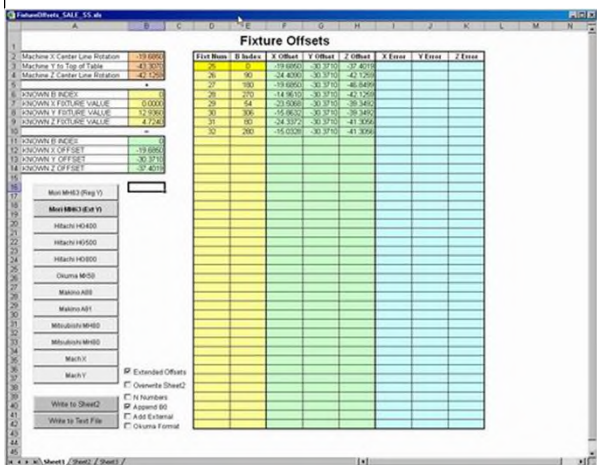 FixtureOffsets_SALE_SS.xls
A B C D E F G H I J K L M N
Fixture Offsets
Fixt Num B Index X Offset Y Offset Z Offset X Error Y Error Z Error
Machine X Center Line Rotation -19.6850
Machine Y to Top of Table -43.3070
Machine Z Center Line Rotation -42.1259
+
KNOWN B INDEX 0
KNOWN X FIXTURE VALUE 0.0000
KNOWN Y FIXTURE VALUE 12.9360
KNOWN Z FIXTURE VALUE 4.7240
=
KNOWN B INDEX 0
KNOWN X OFFSET -19.6850
KNOWN Y OFFSET -30.3710
KNOWN Z OFFSET -37.4019
25 0 -19.6850 -30.3710 -37.4019
26 90 -24.4090 -30.3710 -42.1259
27 180 -19.6850 -30.3710 -46.8499
28 270 -14.9610 -30.3710 -42.1259
29 54 -23.5068 -30.3710 -39.3492
30 306 -15.8632 -30.3710 -39.3492
31 80 -24.3372 -30.3710 -41.3056
32 280 -15.0328 -30.3710 -41.3056
Mori MH63 (Reg Y)
Mori MH63 (Ext Y)
Hitachi HG400
Hitachi HG500
Hitachi HG800
Okuma MX50
Makino A88
Makino A81
Mitsubishi MH80
Mitsubishi MH80
Mach X
Mach Y
Extended Offsets
Overwrite Sheet2
N Numbers
Append B0
Add External
Okuma Format
Write to Sheet2
Write to Text File
Sheet1 / Sheet2 / Sheet3